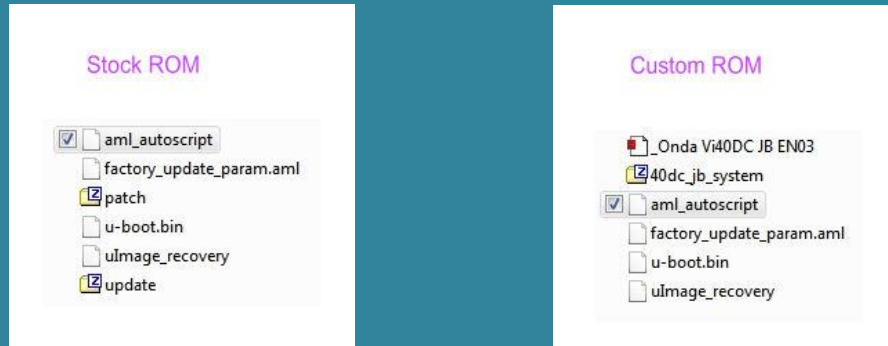 Stock ROM
aml_autoscript
factory_update_param.aml
patch
u-boot.bin
uImage_recovery
update
Custom ROM
_Onda Vi40DC JB EN03
40dc_jb_system
aml_autoscript
factory_update_param.aml
u-boot.bin
uImage_recovery